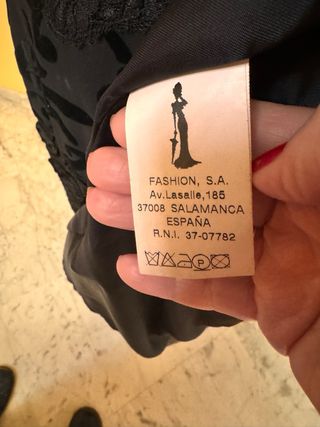 FASHION, S.A.
Av.Lasalle,185
37008 SALAMANCA
ESPAÑA
R.N.I. 37-07782
P